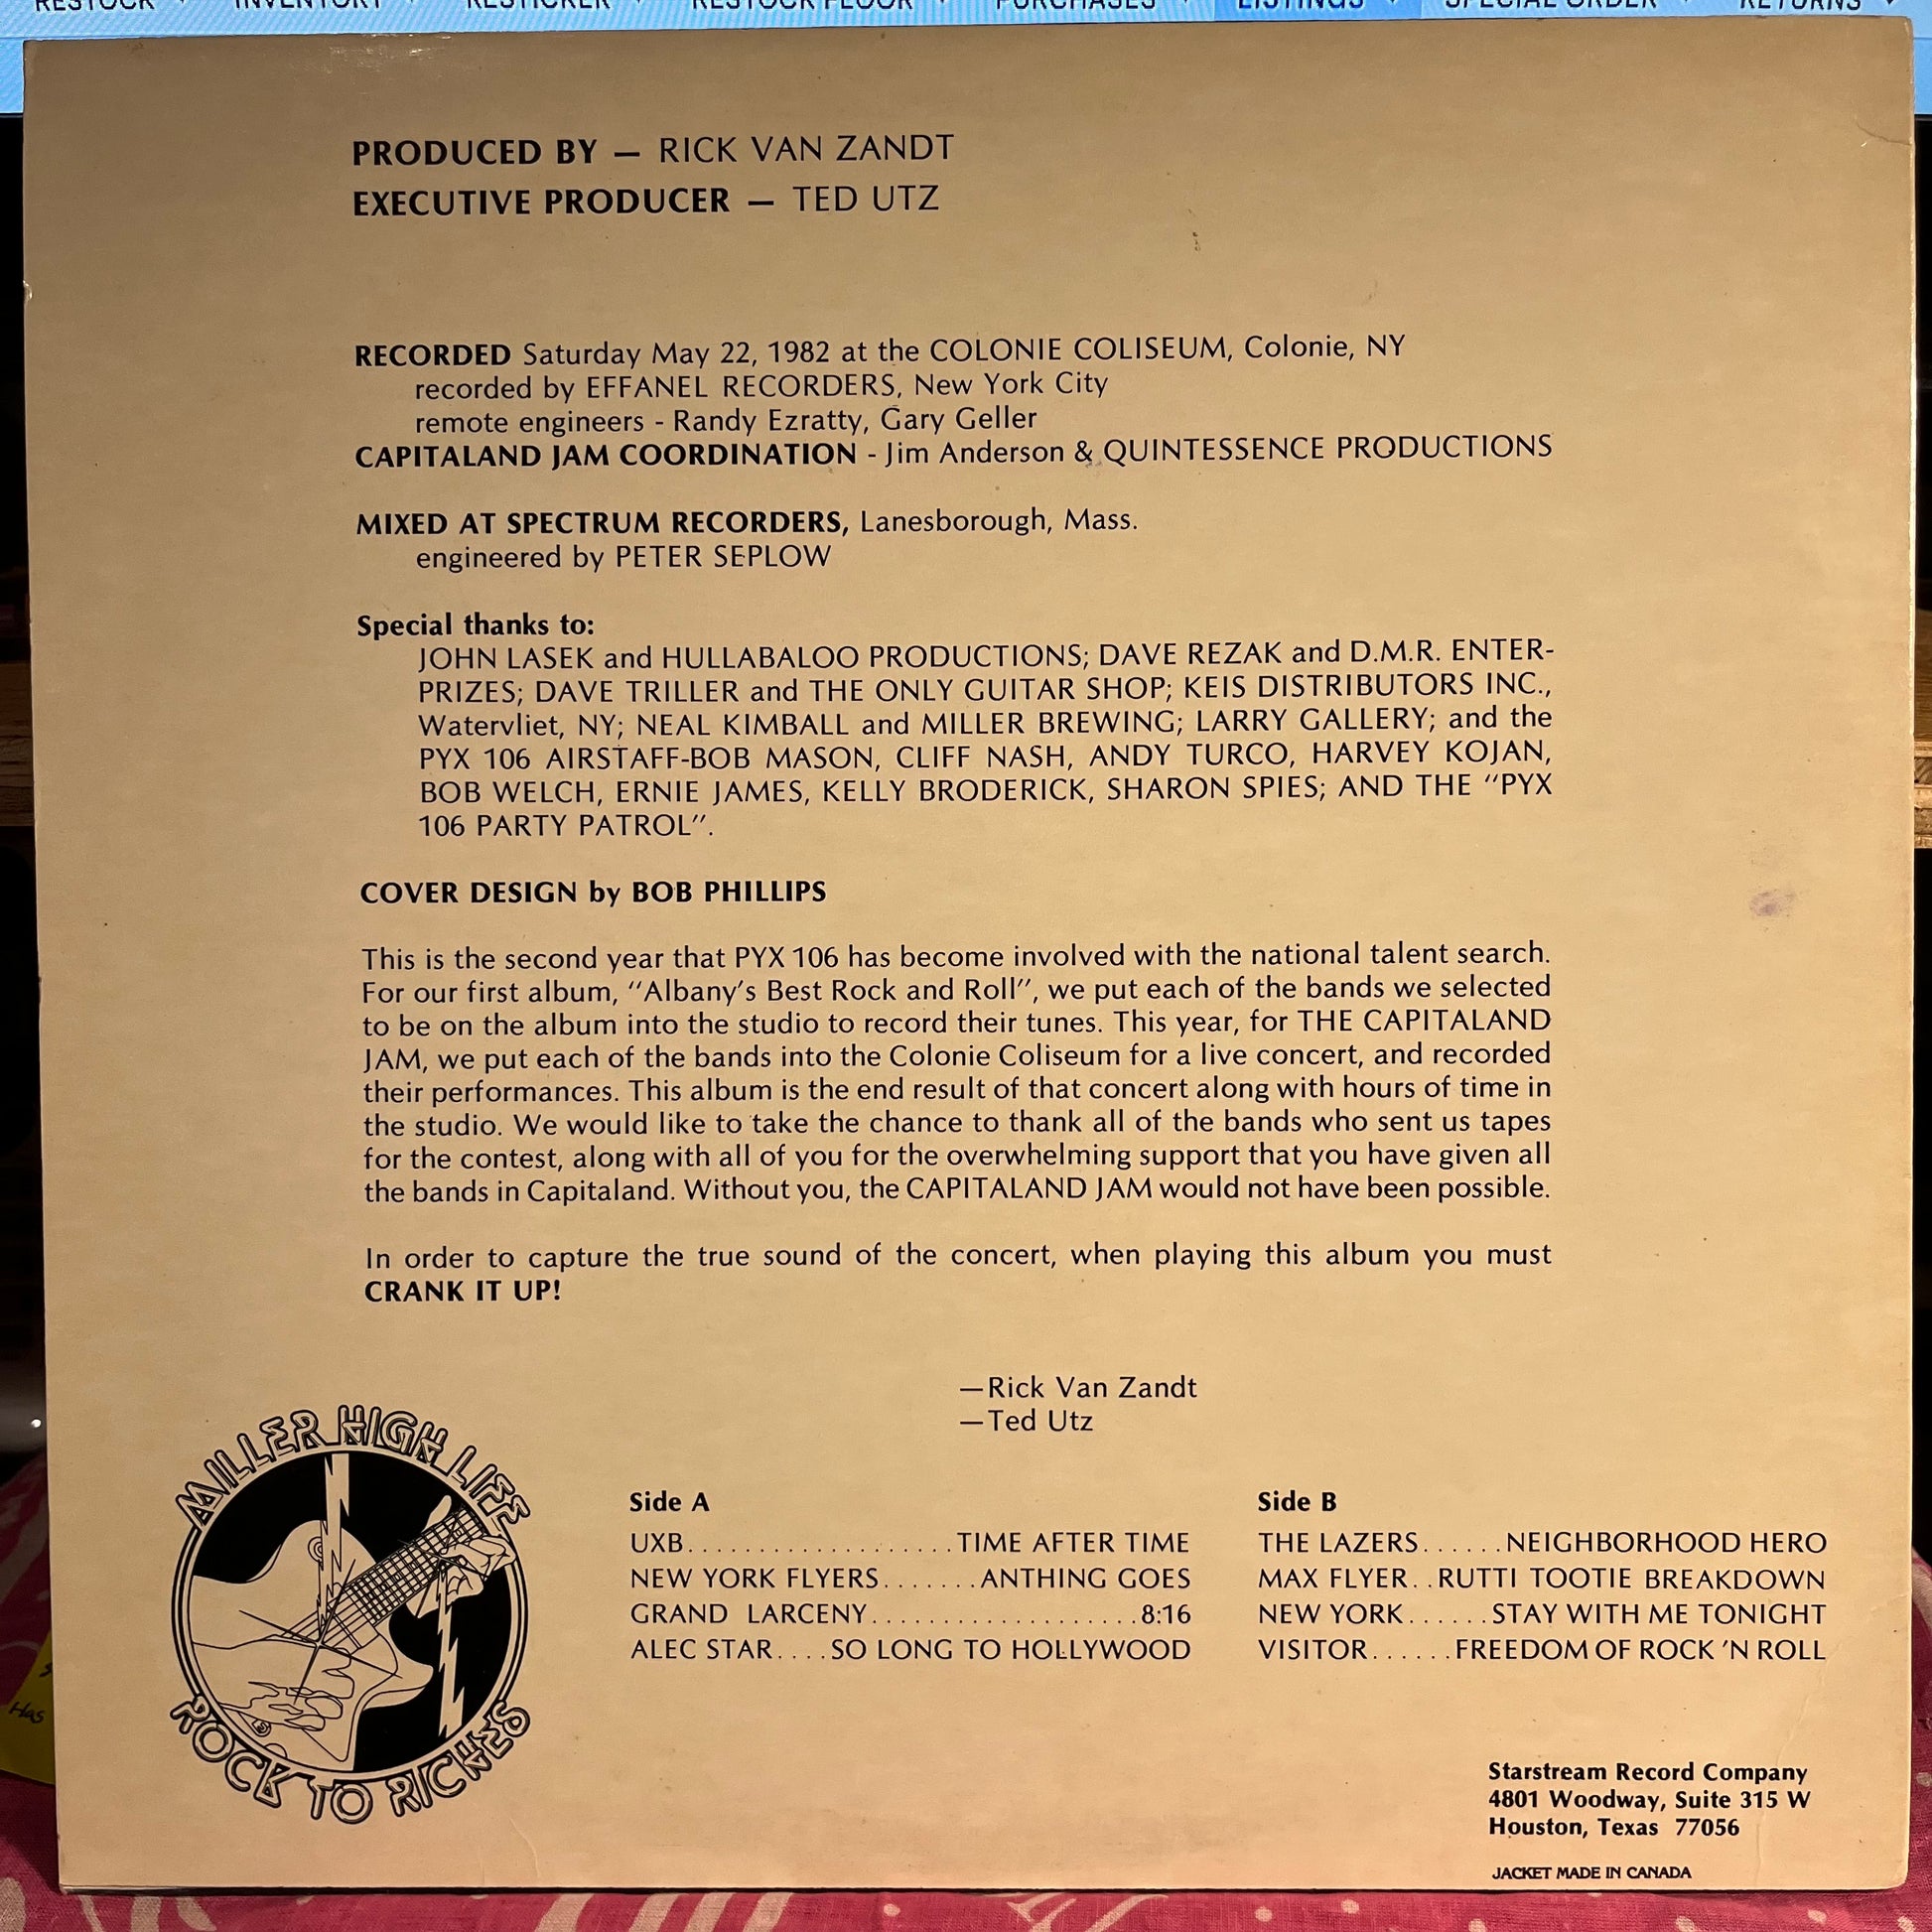 RESTOCK INVENTORY RESTICKER RESTOCK FLOOR PURCHASES LISTINGS SPECIAL ORDER RETURNS
PRODUCED BY — RICK VAN ZANDT
EXECUTIVE PRODUCER — TED UTZ
RECORDED Saturday May 22, 1982 at the COLONIE COLISEUM, Colonie, NY
recorded by EFFANEL RECORDERS, New York City
remote engineers - Randy Ezratty, Gary Geller
CAPITALAND JAM COORDINATION - Jim Anderson & QUINTESSENCE PRODUCTIONS
MIXED AT SPECTRUM RECORDERS, Lanesborough, Mass.
engineered by PETER SEPLOW
Special thanks to:
JOHN LASEK and HULLABALOO PRODUCTIONS; DAVE REZAK and D.M.R. ENTER-
PRIZES; DAVE TRILLER and THE ONLY GUITAR SHOP; KEIS DISTRIBUTORS INC.,
Watervliet, NY; NEAL KIMBALL and MILLER BREWING; LARRY GALLERY; and the
PYX 106 AIRSTAFF-BOB MASON, CLIFF NASH, ANDY TURCO, HARVEY KOJAN,
BOB WELCH, ERNIE JAMES, KELLY BRODERICK, SHARON SPIES; AND THE "PYX
106 PARTY PATROL".
COVER DESIGN by BOB PHILLIPS
This is the second year that PYX 106 has become involved with the national talent search.
For our first album, "Albany's Best Rock and Roll", we put each of the bands we selected
to be on the album into the studio to record their tunes. This year, for THE CAPITALAND
JAM, we put each of the bands into the Colonie Coliseum for a live concert, and recorded
their performances. This album is the end result of that concert along with hours of time in
the studio. We would like to take the chance to thank all of the bands who sent us tapes
for the contest, along with all of you for the overwhelming support that you have given all
the bands in Capitaland. Without you, the CAPITALAND JAM would not have been possible.
In order to capture the true sound of the concert, when playing this album you must
CRANK IT UP!
—Rick Van Zandt
—Ted Utz
MILLER HIGH LIFE
ROCK TO RICHES
Side A
UXB...................TIME AFTER TIME
NEW YORK FLYERS.......ANTHING GOES
GRAND LARCENY...................8:16
ALEC STAR....SO LONG TO HOLLYWOOD
Side B
THE LAZERS......NEIGHBORHOOD HERO
MAX FLYER..RUTTI TOOTIE BREAKDOWN
NEW YORK......STAY WITH ME TONIGHT
VISITOR......FREEDOM OF ROCK 'N ROLL
Has
Starstream Record Company
4801 Woodway, Suite 315 W
Houston, Texas 77056
JACKET MADE IN CANADA